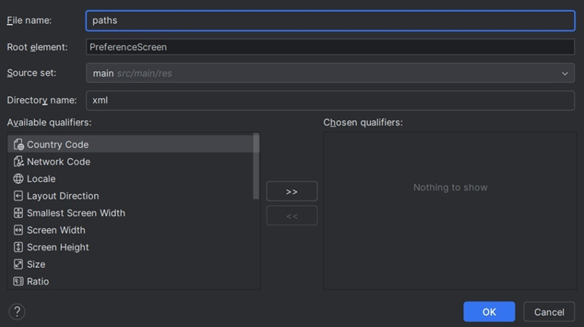 File name:
paths
Root element:
PreferenceScreen
Source set:
main src/main/res
Directory name:
xml
Available qualifiers:
Chosen qualifiers:
Country Code
Network Code
Locale
Layout Direction
Smallest Screen Width
Screen Width
Screen Height
Size
Ratio
>>
<<
Nothing to show
?
OK
Cancel